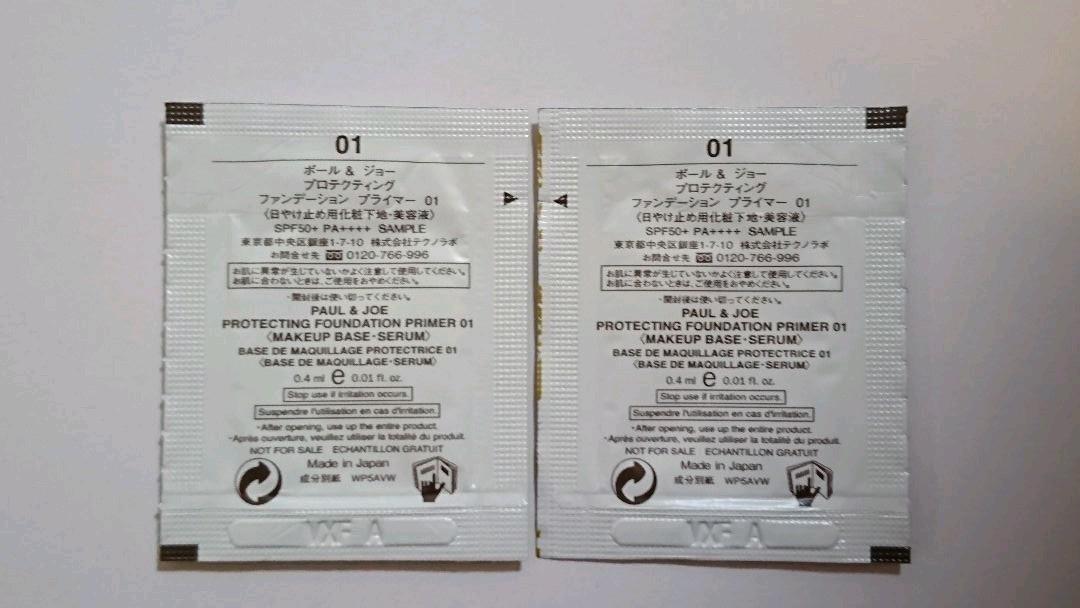 01
ポール & ジョー
プロテクティング
ファンデーション プライマー 01
〈日やけ止め用化粧下地・美容液〉
SPF50+ PA++++ SAMPLE
東京都中央区銀座1-7-10 株式会社テクノラボ
お問合せ先 0120-766-996
お肌に異常が生じていないかよく注意して使用してください。
お肌に合わないときは、ご使用をおやめください。
・開封後は使い切ってください。
PAUL & JOE
PROTECTING FOUNDATION PRIMER 01
〈MAKEUP BASE・SERUM〉
BASE DE MAQUILLAGE PROTECTRICE 01
〈BASE DE MAQUILLAGE・SERUM〉
0.4 ml e 0.01 fl. oz.
Stop use if irritation occurs.
Suspendre l'utilisation en cas d'irritation.
・After opening, use up the entire product.
・Après ouverture, veuillez utiliser la totalité du produit.
NOT FOR SALE ECHANTILLON GRATUIT
Made in Japan
成分別紙 WP5AVW
VXF A
01
ポール & ジョー
プロテクティング
ファンデーション プライマー 01
〈日やけ止め用化粧下地・美容液〉
SPF50+ PA++++ SAMPLE
東京都中央区銀座1-7-10 株式会社テクノラボ
お問合せ先 0120-766-996
お肌に異常が生じていないかよく注意して使用してください。
お肌に合わないときは、ご使用をおやめください。
・開封後は使い切ってください。
PAUL & JOE
PROTECTING FOUNDATION PRIMER 01
〈MAKEUP BASE・SERUM〉
BASE DE MAQUILLAGE PROTECTRICE 01
〈BASE DE MAQUILLAGE・SERUM〉
0.4 ml e 0.01 fl. oz.
Stop use if irritation occurs.
Suspendre l'utilisation en cas d'irritation.
・After opening, use up the entire product.
・Après ouverture, veuillez utiliser la totalité du produit.
NOT FOR SALE ECHANTILLON GRATUIT
Made in Japan
成分別紙 WP5AVW
VXF A